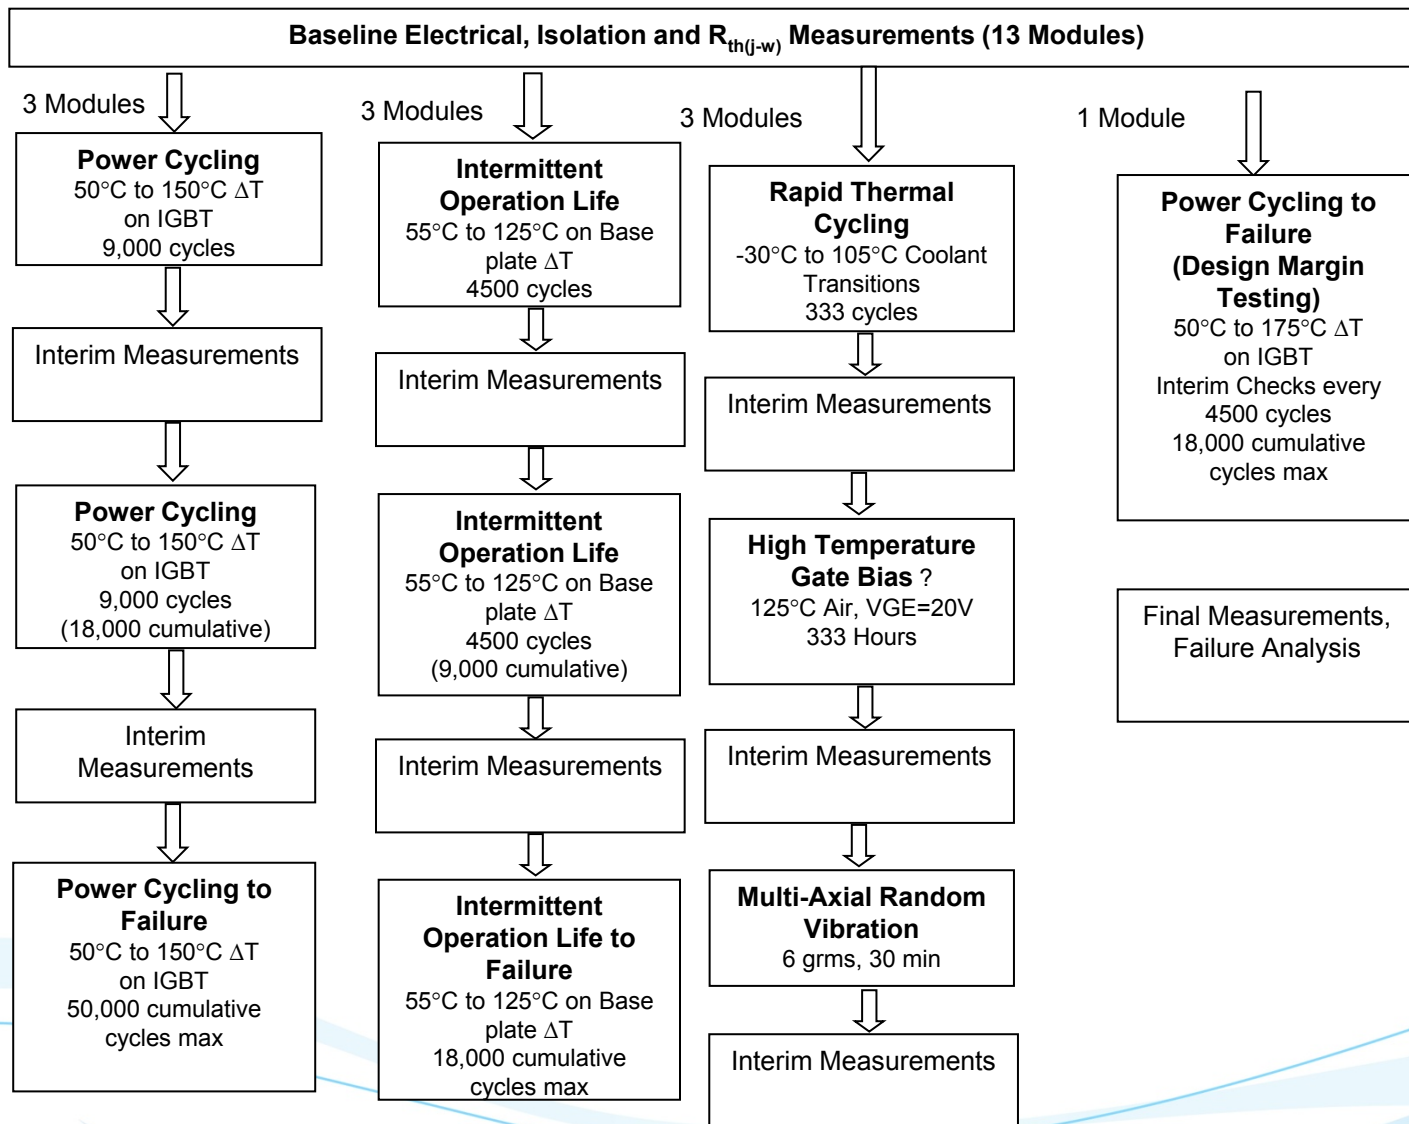 Baseline Electrical, Isolation and Rth(j-w) Measurements (13 Modules)
3 Modules
Power Cycling
50°C to 150°C ΔT
on IGBT
9,000 cycles
Interim Measurements
Power Cycling
50°C to 150°C ΔT
on IGBT
9,000 cycles
(18,000 cumulative)
Interim
Measurements
Power Cycling to
Failure
50°C to 150°C ΔT
on IGBT
50,000 cumulative
cycles max
3 Modules
Intermittent
Operation Life
55°C to 125°C on Base
plate ΔT
4500 cycles
Interim Measurements
Intermittent
Operation Life
55°C to 125°C on Base
plate ΔT
4500 cycles
(9,000 cumulative)
Interim Measurements
Intermittent
Operation Life to
Failure
55°C to 125°C on Base
plate ΔT
18,000 cumulative
cycles max
3 Modules
Rapid Thermal
Cycling
-30°C to 105°C Coolant
Transitions
333 cycles
Interim Measurements
High Temperature
Gate Bias ?
125°C Air, VGE=20V
333 Hours
Interim Measurements
Multi-Axial Random
Vibration
6 grms, 30 min
Interim Measurements
1 Module
Power Cycling to
Failure
(Design Margin
Testing)
50°C to 175°C ΔT
on IGBT
Interim Checks every
4500 cycles
18,000 cumulative
cycles max
Final Measurements,
Failure Analysis